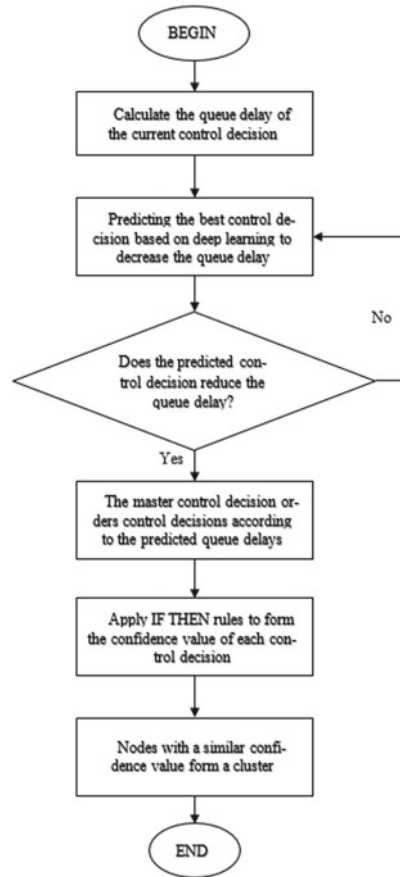 BEGIN
Calculate the queue delay of
the current control decision
Predicting the best control de-
cision based on deep learning to
decrease the queue delay
No
Does the predicted con-
trol decision reduce the
queue delay?
Yes
The master control decision or-
ders control decisions according
to the predicted queue delays
Apply IF THEN rules to form
the confidence value of each con-
trol decision
Nodes with a similar confi-
dence value form a cluster
END